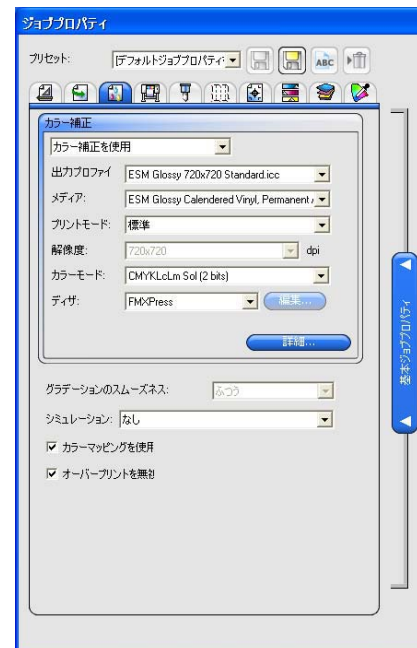 ジョブプロパティ
プリセット: [デフォルトジョブプロパティ
ABC
カラー補正
カラー補正を使用
出力プロファイ ESM Glossy 720x720 Standard.icc
メディア: ESM Glossy Calendered Vinyl, Permanent
プリントモード: 標準
解像度: 720x720 dpi
カラーモード: CMYKLcLm Sol (2 bits)
ディザ: FMXPress 編集...
詳細...
グラデーションのスムーズネス: ふつう
シミュレーション: なし
カラーマッピングを使用
オーバープリントを無効
基本ジョブプロパティ